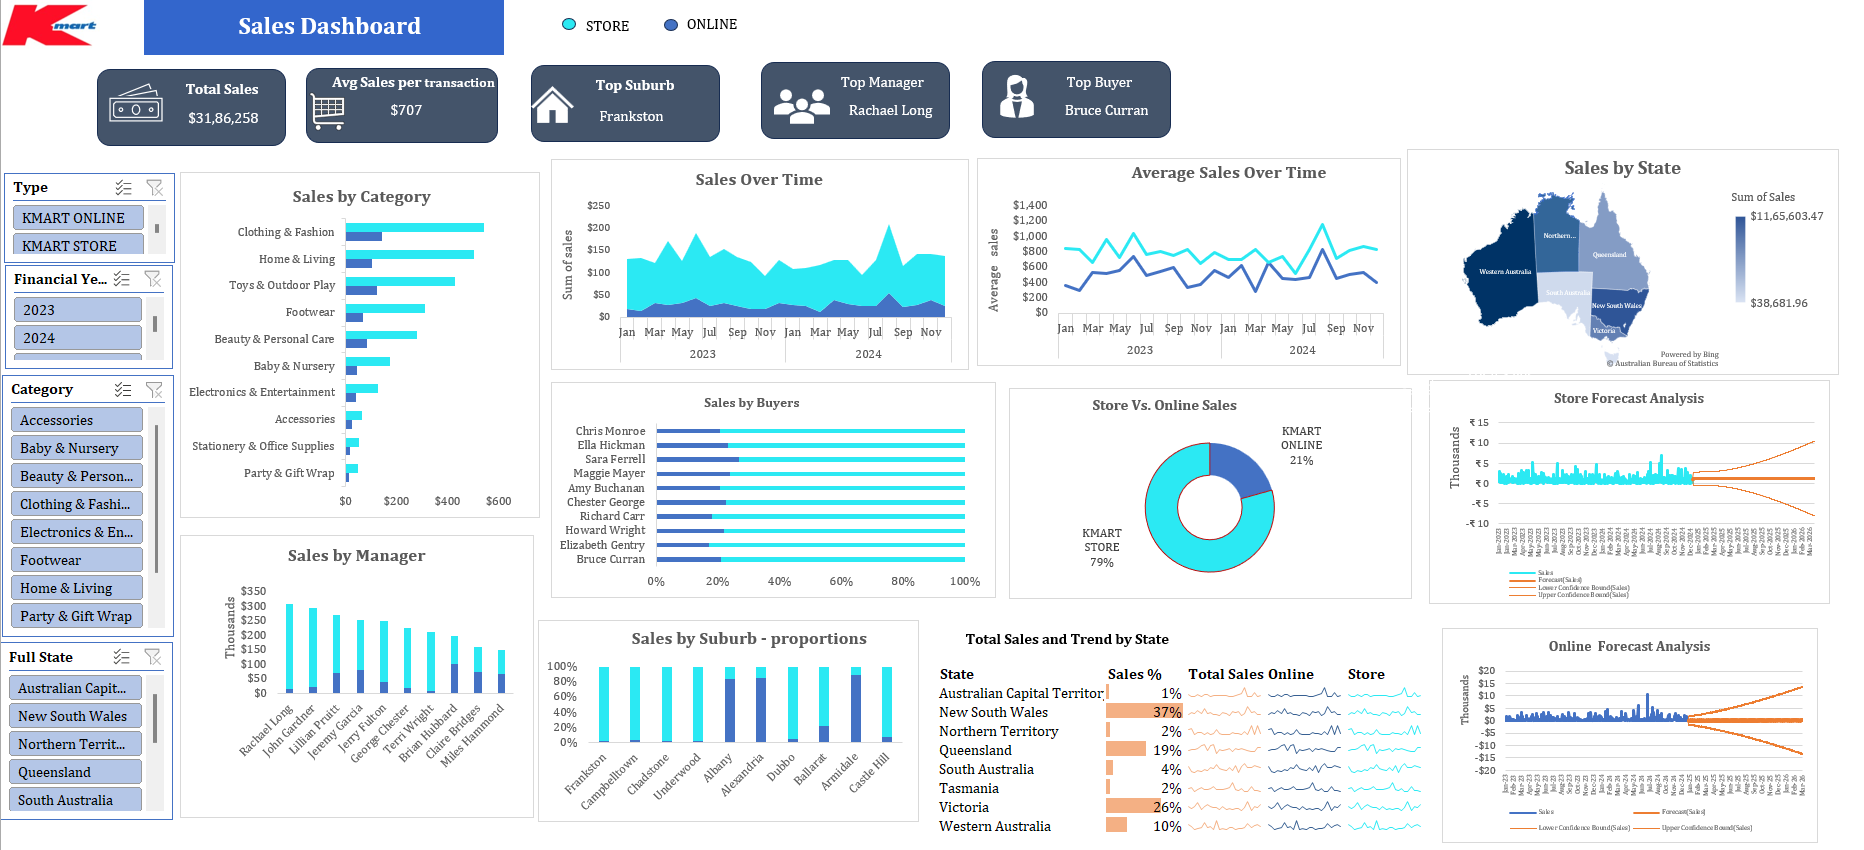 Kmart
Sales Dashboard
STORE
ONLINE
Total Sales
$31,86,258
Avg Sales per transaction
$707
Top Suburb
Frankston
Top Manager
Rachael Long
Top Buyer
Bruce Curran
Type
KMART ONLINE
KMART STORE
Financial Ye...
2023
2024
Category
Accessories
Baby & Nursery
Beauty & Person...
Clothing & Fashi...
Electronics & En...
Footwear
Home & Living
Party & Gift Wrap
Full State
Australian Capit...
New South Wales
Northern Territ...
Queensland
South Australia
Sales by Category
Clothing & Fashion
Home & Living
Toys & Outdoor Play
Footwear
Beauty & Personal Care
Baby & Nursery
Electronics & Entertainment
Accessories
Stationery & Office Supplies
Party & Gift Wrap
$0 $200 $400 $600
Sales by Manager
Thousands
$350
$300
$250
$200
$150
$100
$50
$0
Rachael Long
John Gardner
Lillian Pruitt
Jeremy Garcia
Jerry Fulton
George Chester
Terri Wright
Brian Hubbard
Claire Bridges
Miles Hammond
Sales Over Time
Sum of sales
$250
$200
$150
$100
$50
$0
Jan Mar May Jul Sep Nov Jan Mar May Jul Sep Nov
2023 2024
Average Sales Over Time
Average sales
$1,400
$1,200
$1,000
$800
$600
$400
$200
$0
Jan Mar May Jul Sep Nov Jan Mar May Jul Sep Nov
2023 2024
Sales by State
Sum of Sales
$11,65,603.47
$38,681.96
Northern...
Queensland
Western Australia
South Australia
New South Wales
Victoria
Powered by Bing
© Australian Bureau of Statistics
Sales by Buyers
Chris Monroe
Ella Hickman
Sara Ferrell
Maggie Mayer
Amy Buchanan
Chester George
Richard Carr
Howard Wright
Elizabeth Gentry
Bruce Curran
0% 20% 40% 60% 80% 100%
Store Vs. Online Sales
KMART
ONLINE
21%
KMART
STORE
79%
Store Forecast Analysis
Thousands
₹ 15
₹ 10
₹ 5
₹ 0
-₹ 5
-₹ 10
Sales
Forecast(Sales)
Lower Confidence Bound(Sales)
Upper Confidence Bound(Sales)
Sales by Suburb - proportions
100%
80%
60%
40%
20%
0%
Frankston
Campbelltown
Chadstone
Underwood
Albany
Alexandria
Dubbo
Ballarat
Armidale
Castle Hill
Total Sales and Trend by State
State Sales % Total Sales Online Store
Australian Capital Territor 1%
New South Wales 37%
Northern Territory 2%
Queensland 19%
South Australia 4%
Tasmania 2%
Victoria 26%
Western Australia 10%
Online Forecast Analysis
Thousands
$20
$15
$10
$5
$0
-$5
-$10
-$15
-$20
Sales
Forecast(Sales)
Lower Confidence Bound(Sales)
Upper Confidence Bound(Sales)